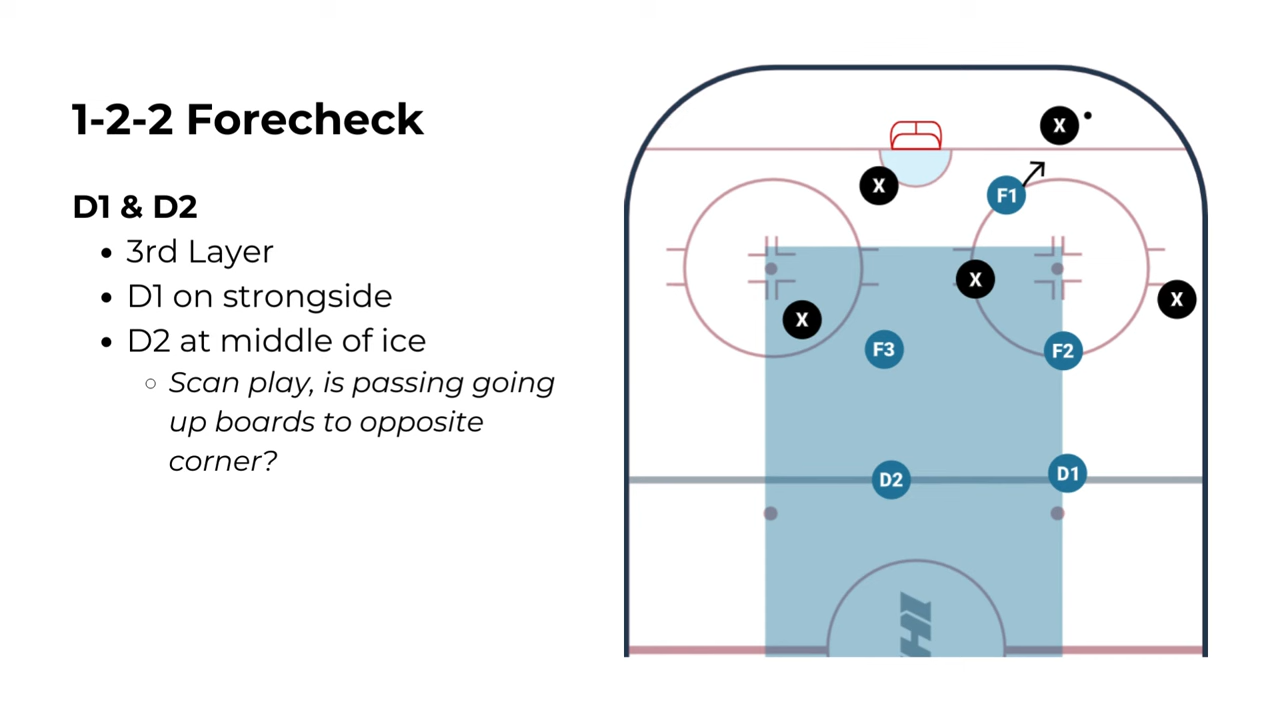 1-2-2 Forecheck
D1 & D2
• 3rd Layer
• D1 on strongside
• D2 at middle of ice
○ Scan play, is passing going
up boards to opposite
corner?
X
X
F1
X
X
X
F3
F2
D2
D1